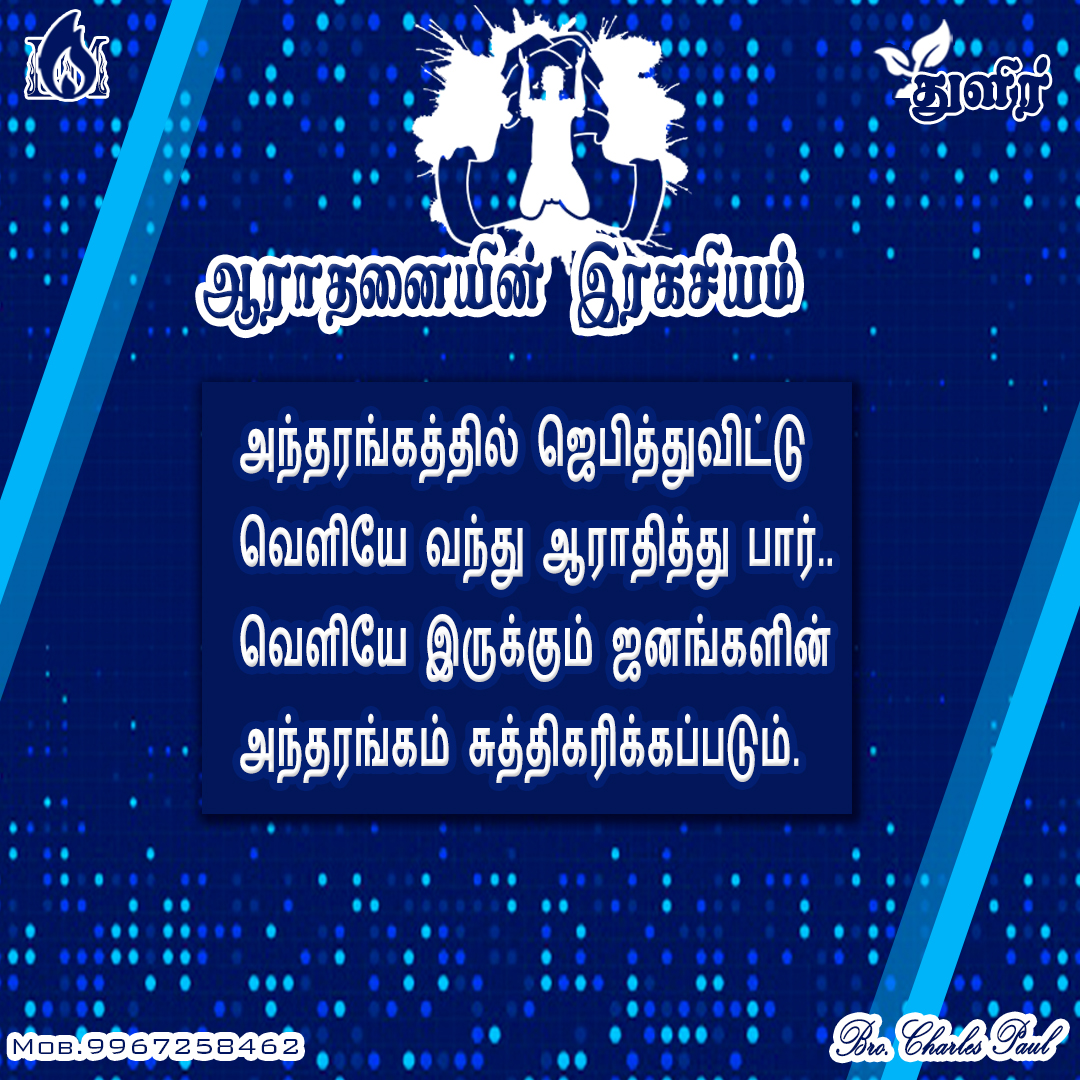 துளிர்
ஆராதனையின் இரகசியம்
அந்தரங்கத்தில் ஜெபித்துவிட்டு
வெளியே வந்து ஆராதித்து பார்..
வெளியே இருக்கும் ஜனங்களின்
அந்தரங்கம் சுத்திகரிக்கப்படும்.
Mob.9967258462
Bro. Charles Paul